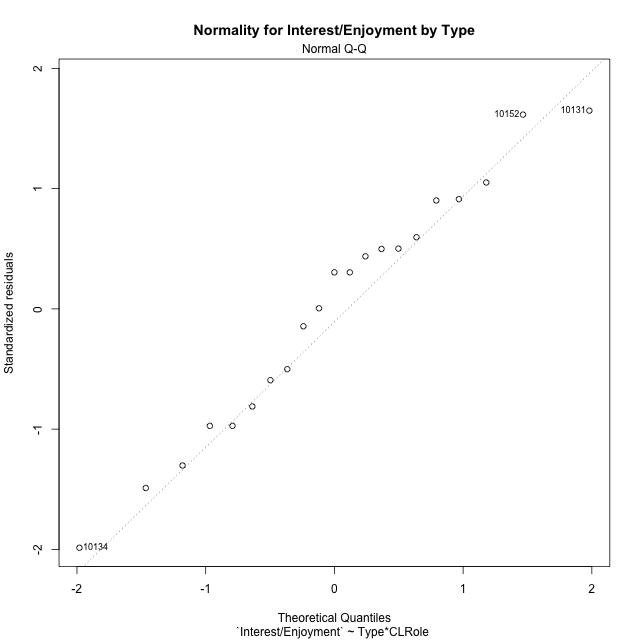 Normality for Interest/Enjoyment by Type
Normal Q-Q
2
1
0
-1
-2
Standardized residuals
10152
10131
10134
-2
-1
0
1
2
Theoretical Quantiles
`Interest/Enjoyment` ~ Type*CLRole